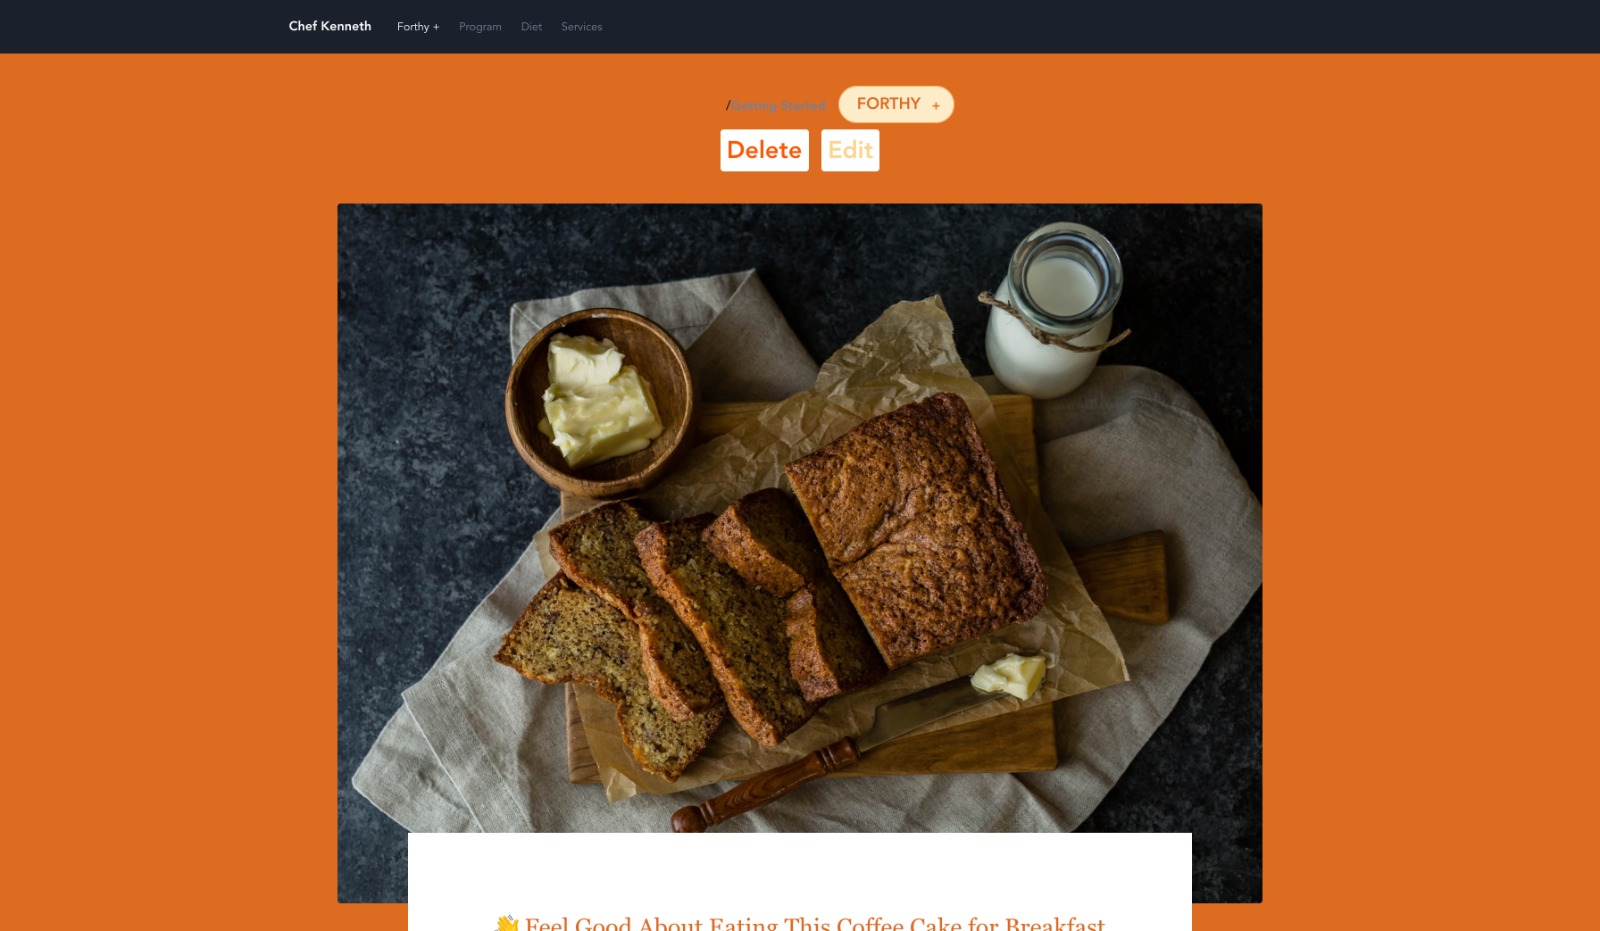 Chef Kenneth Forthy + Program Diet Services
/Getting Started FORTHY +
Delete Edit
👋 Feel Good About Eating This Coffee Cake for Breakfast